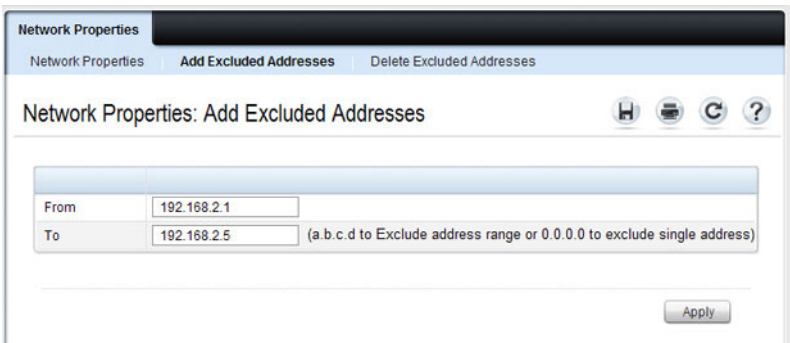 Network Properties
Network Properties Add Excluded Addresses Delete Excluded Addresses
Network Properties: Add Excluded Addresses
From 192.168.2.1
To 192.168.2.5 (a.b.c.d to Exclude address range or 0.0.0.0 to exclude single address)
Apply